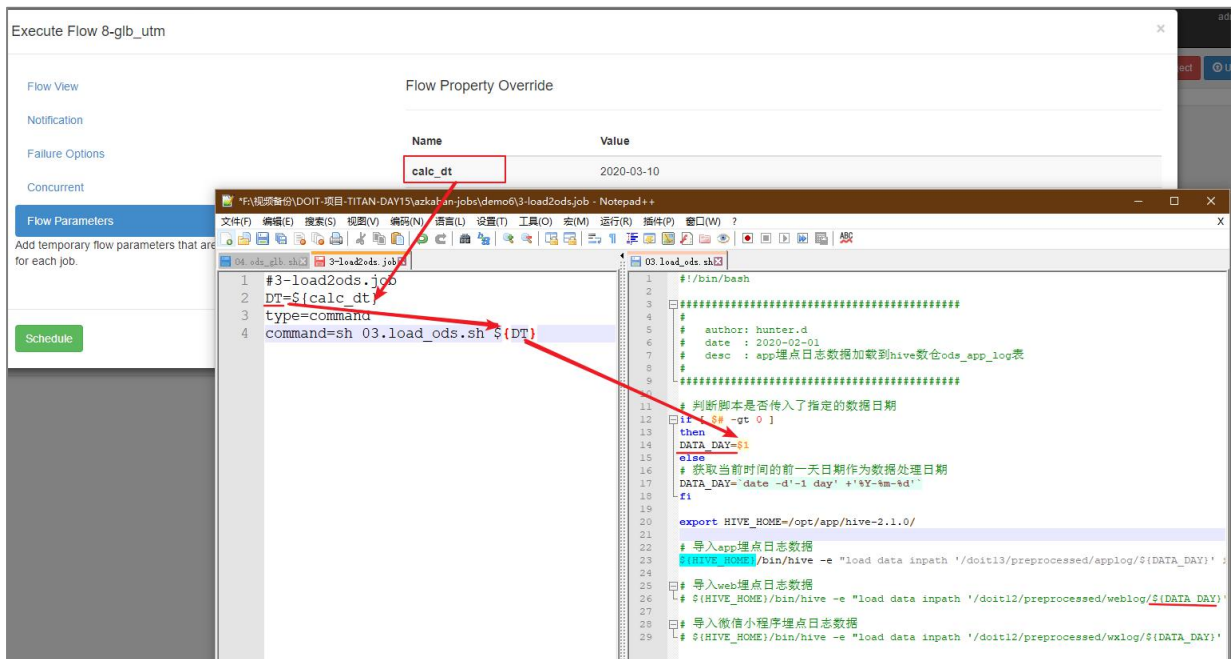 Execute Flow 8-glb_utm
×
adm
Flow View
Notification
Failure Options
Concurrent
Flow Parameters
Add temporary flow parameters that are
for each job.
Schedule
Flow Property Override
Name Value
calc_dt 2020-03-10
ect
U
*F:\视频备份\DOIT-项目-TITAN-DAY15\azkaban-jobs\demo6\3-load2ods.job - Notepad++
文件(F) 编辑(E) 搜索(S) 视图(V) 编码(N) 语言(L) 设置(T) 工具(O) 宏(M) 运行(R) 插件(P) 窗口(W) ?
X
ABC
04.ods_glb.sh 3-load2ods.job
1 #3-load2ods.job
2 DT=${calc_dt}
3 type=command
4 command=sh 03.load_ods.sh ${DT}
03.load_ods.sh
1 #!/bin/bash
2
3 ############################################
4 #
5 # author: hunter.d
6 # date : 2020-02-01
7 # desc : app埋点日志数据加载到hive数仓ods_app_log表
8 #
9 ############################################
10
11 # 判断脚本是否传入了指定的数据日期
12 if [ $# -gt 0 ]
13 then
14 DATA_DAY=$1
15 else
16 # 获取当前时间的前一天日期作为数据处理日期
17 DATA_DAY=`date -d'-1 day' +'%Y-%m-%d'`
18 fi
19
20 export HIVE_HOME=/opt/app/hive-2.1.0/
21
22 # 导入app埋点日志数据
23 ${HIVE_HOME}/bin/hive -e "load data inpath '/doit13/preprocessed/applog/${DATA_DAY}' i
24
25 # 导入web埋点日志数据
26 # ${HIVE_HOME}/bin/hive -e "load data inpath '/doit12/preprocessed/weblog/${DATA_DAY}'
27
28 # 导入微信小程序埋点日志数据
29 # ${HIVE_HOME}/bin/hive -e "load data inpath '/doit12/preprocessed/wxlog/${DATA_DAY}'